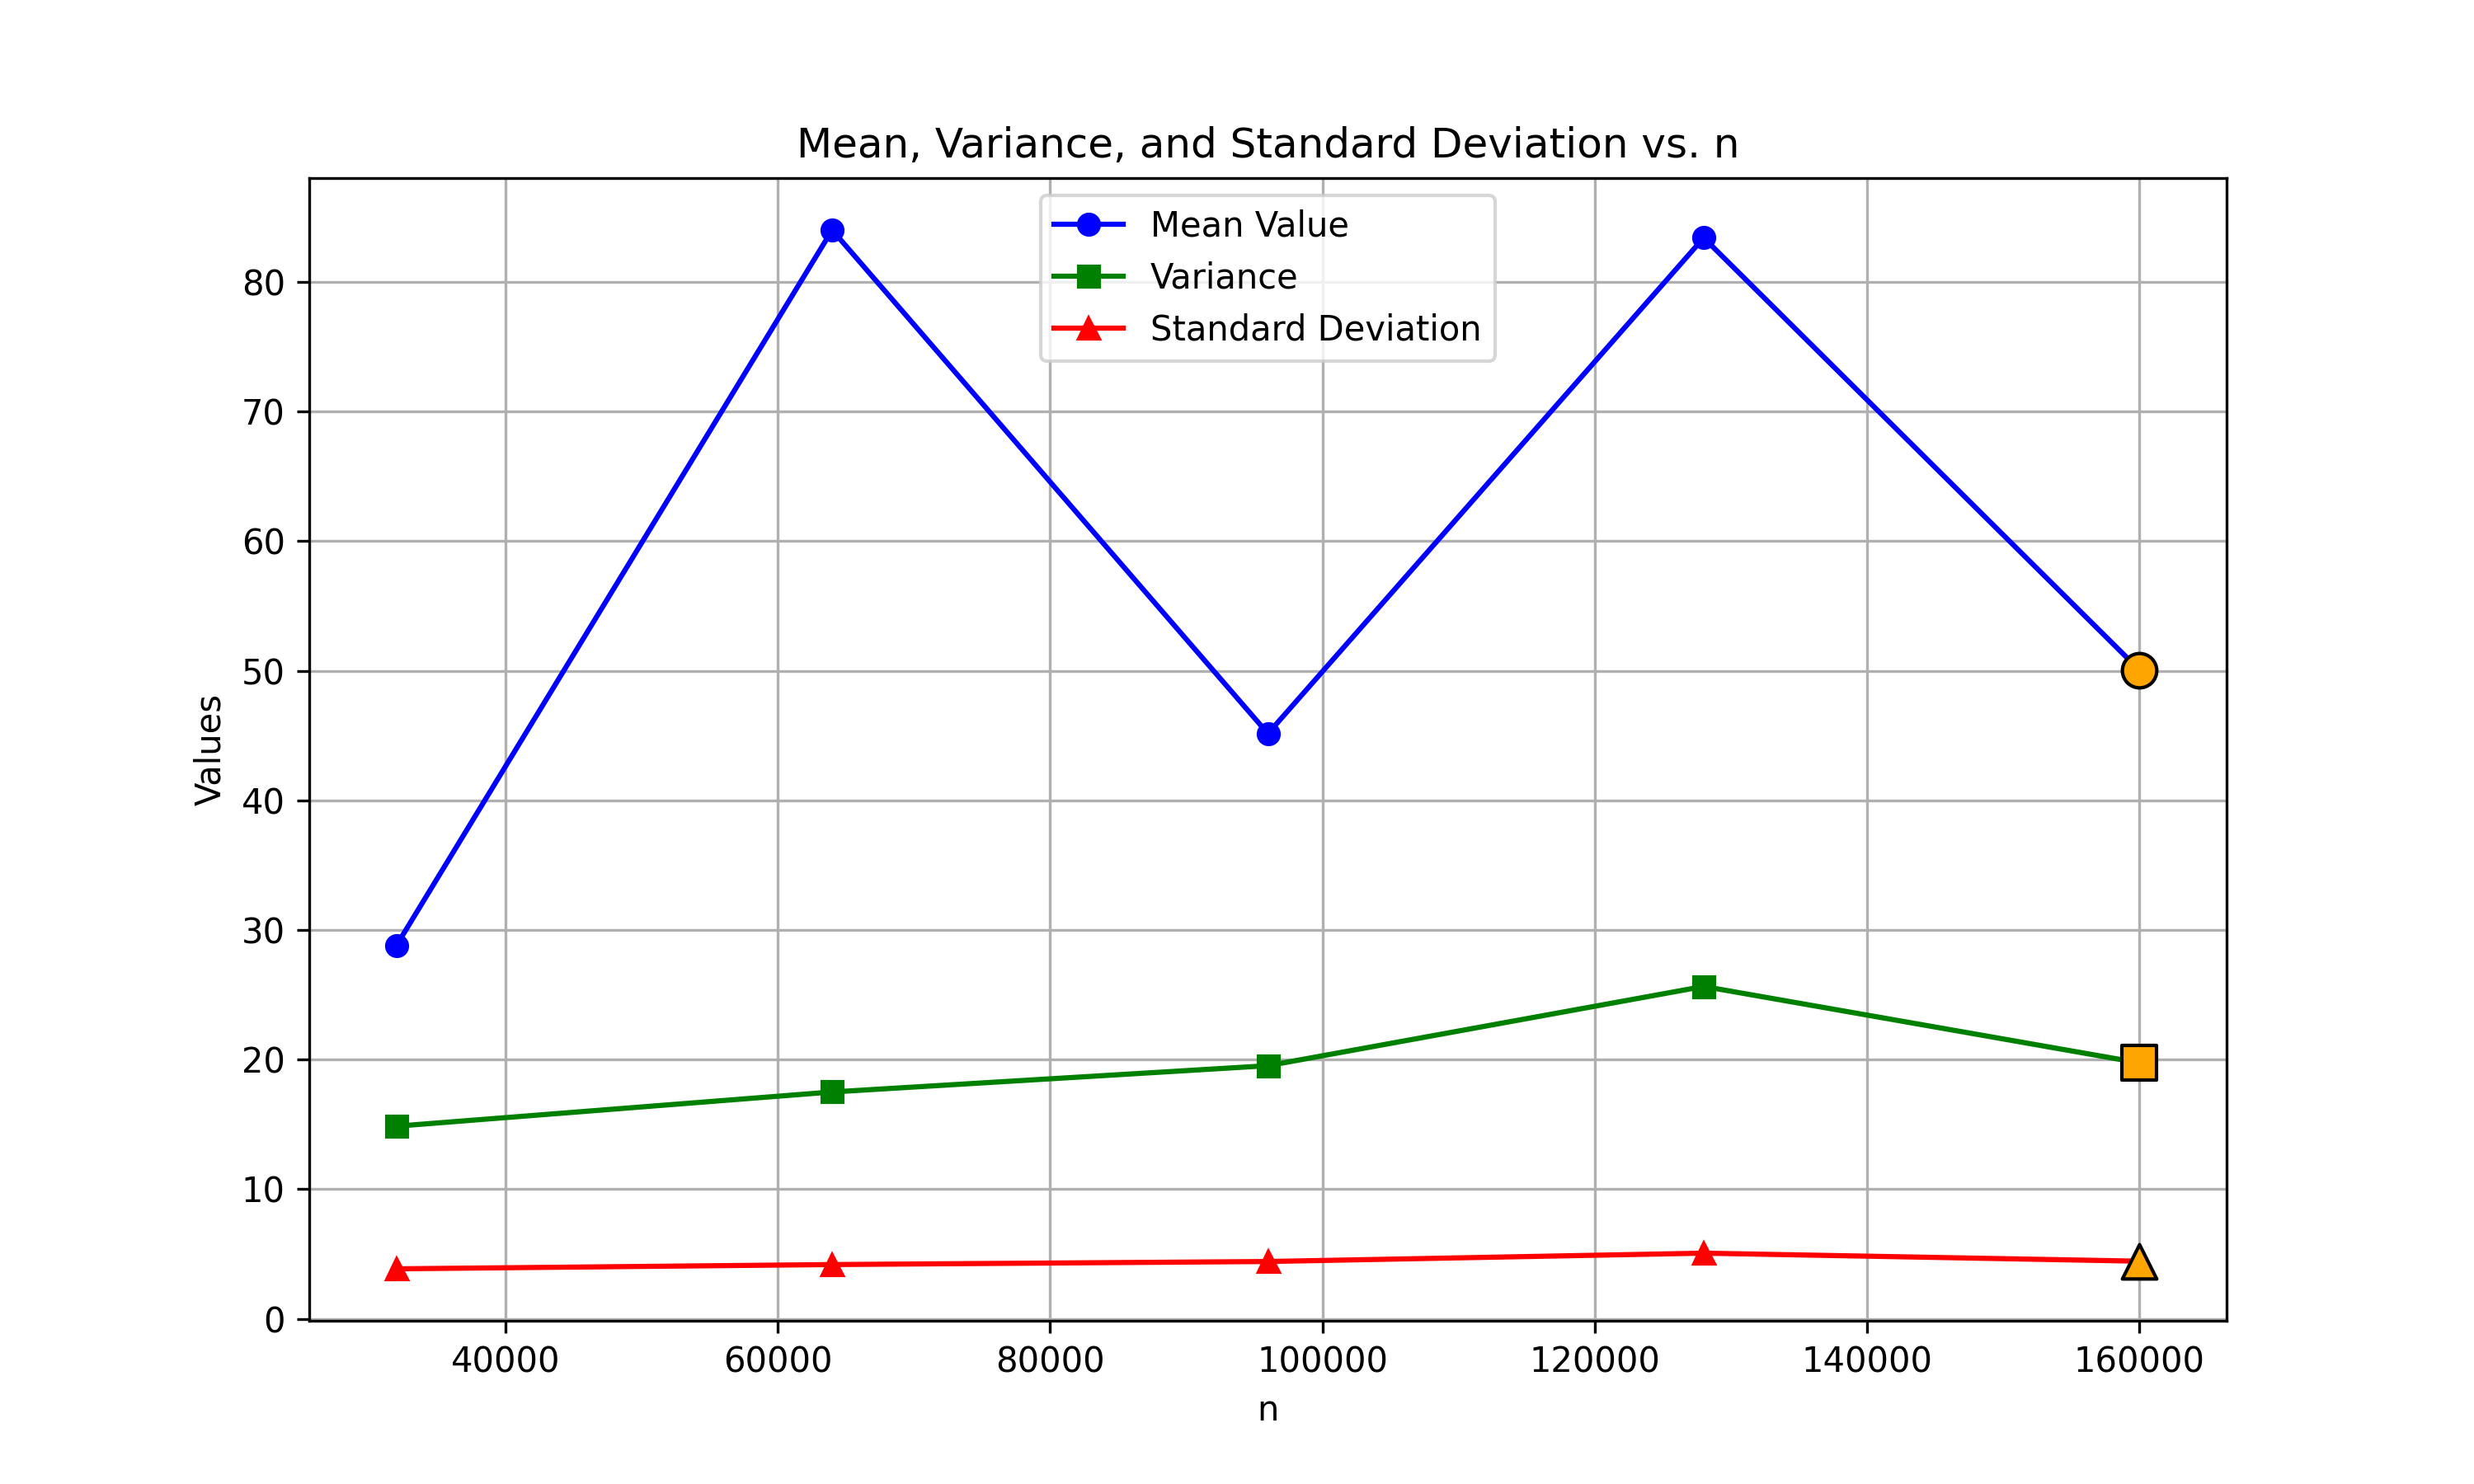 Mean, Variance, and Standard Deviation vs. n
Mean Value
Variance
Standard Deviation
80
70
60
50
40
30
20
10
0
Values
40000 60000 80000 100000 120000 140000 160000
n